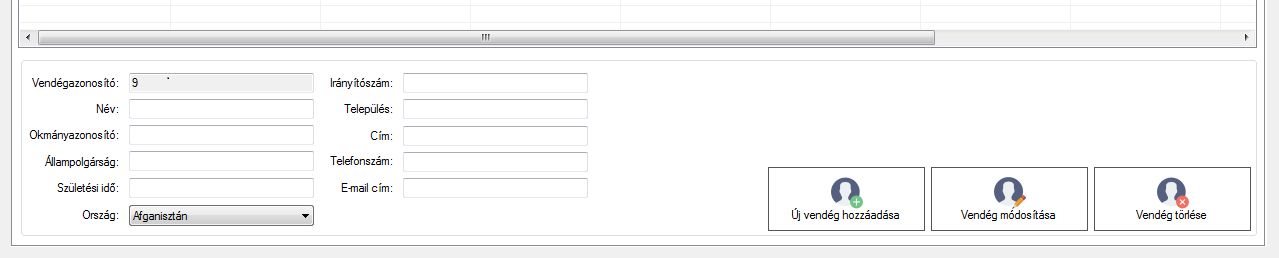 Vendégazonosító: 9
Név:
Okmányazonosító:
Állampolgárság:
Születési idő:
Ország: Afganisztán
Irányítószám:
Település:
Cím:
Telefonszám:
E-mail cím:
Új vendég hozzáadása
Vendég módosítása
Vendég törlése